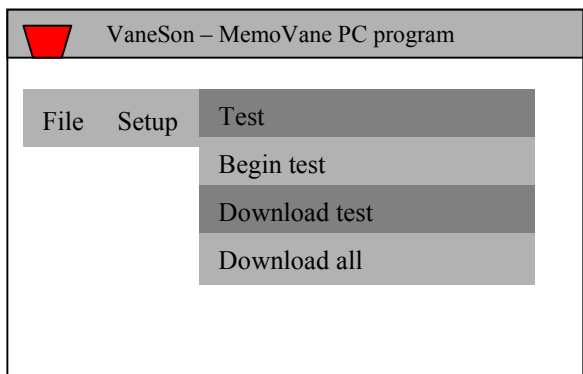 VaneSon – MemoVane PC program
File Setup Test
Begin test
Download test
Download all